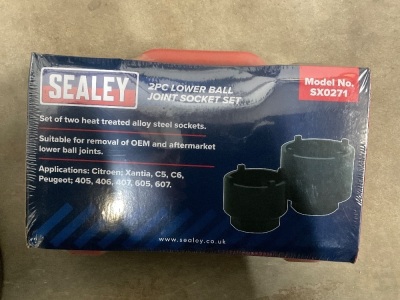 SEALEY
2PC LOWER BALL
JOINT SOCKET SET
Model No.
SX0271
Set of two heat treated alloy steel sockets.
Suitable for removal of OEM and aftermarket
lower ball joints.
Applications: Citroen; Xantia, C5, C6,
Peugeot; 405, 406, 407, 605, 607.
www.sealey.co.uk